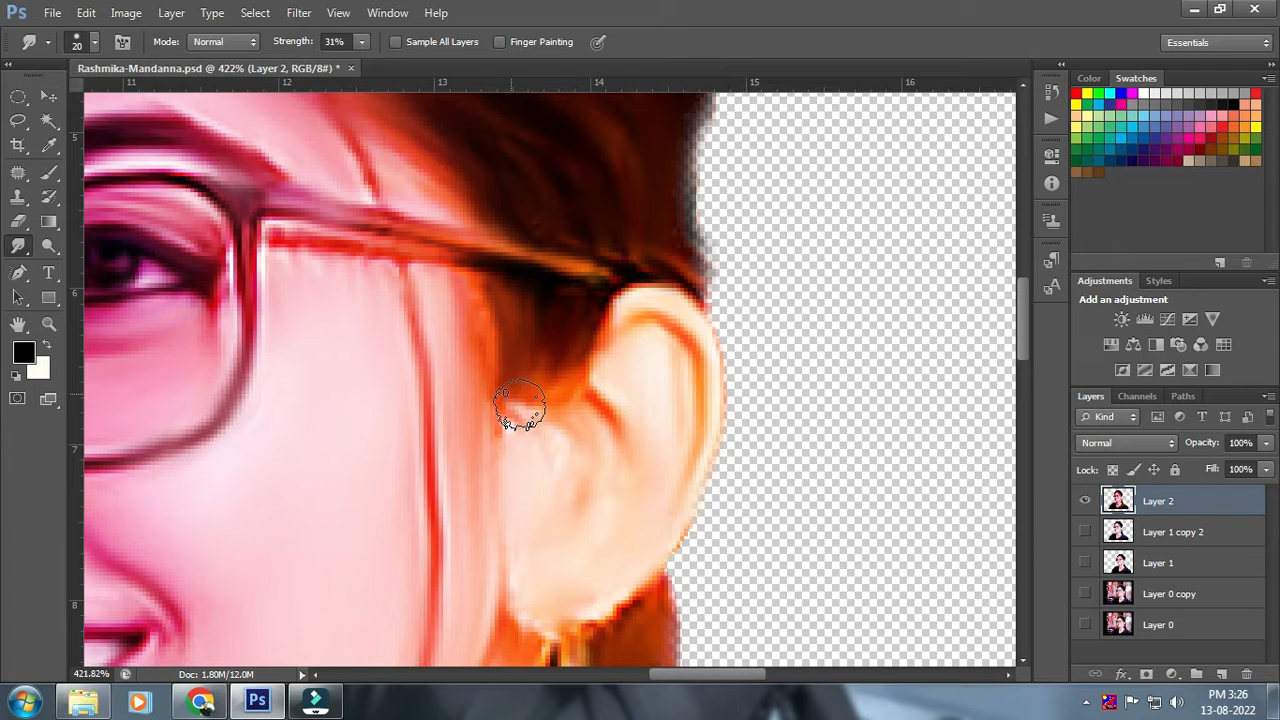 Ps File Edit Image Layer Type Select Filter View Window Help
20 Mode: Normal Strength: 31% Sample All Layers Finger Painting Essentials
Rashmika-Mandanna.psd @ 422% (Layer 2, RGB/8#) * ×
11 12 13 14 15 16
5
6
7
8
Color Swatches
Adjustments Styles
Add an adjustment
Layers Channels Paths
Kind
Normal Opacity: 100%
Lock: Fill: 100%
Layer 2
Layer 1 copy 2
Layer 1
Layer 0 copy
Layer 0
421.82% Doc: 1.80M/12.0M
Ps PM 3:26
13-08-2022